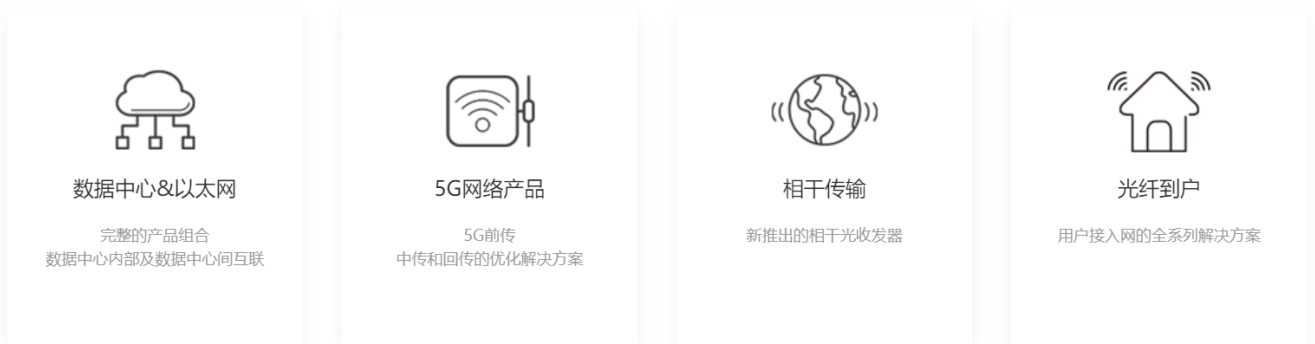 数据中心&以太网
完整的产品组合
数据中心内部及数据中心间互联
5G网络产品
5G前传
中传和回传的优化解决方案
相干传输
新推出的相干光收发器
光纤到户
用户接入网的全系列解决方案